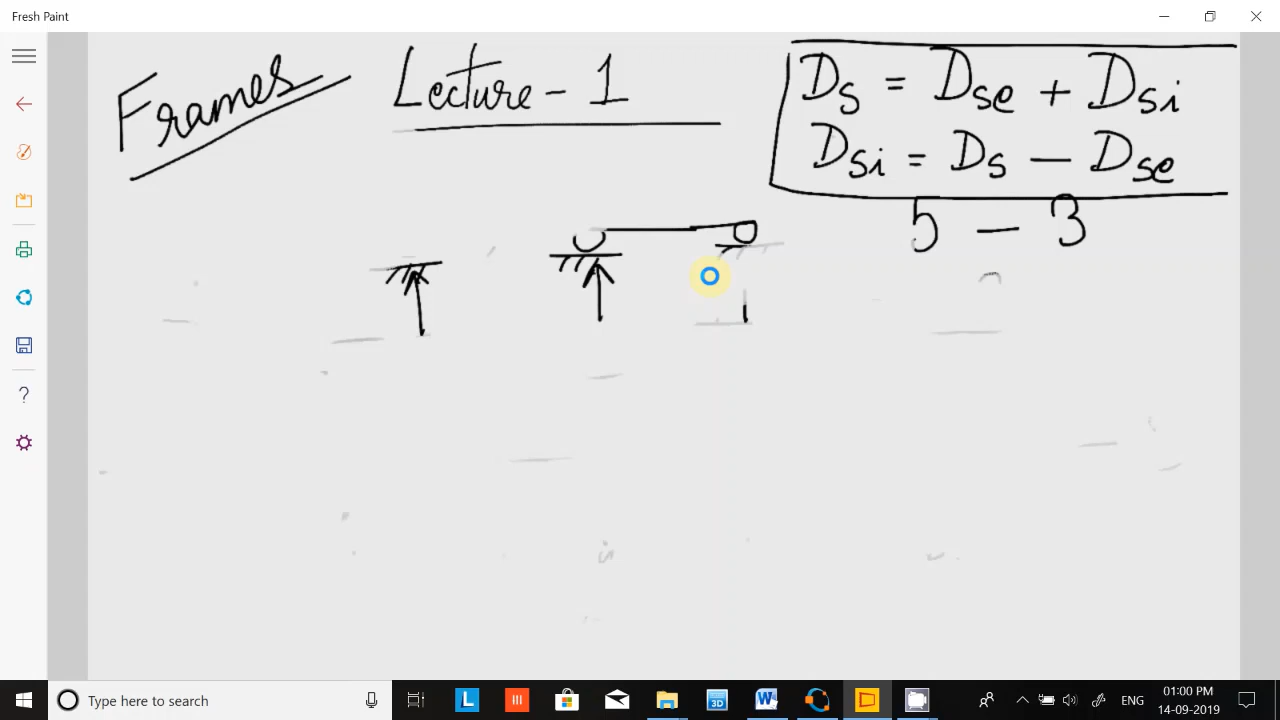 Fresh Paint
Frames
Lecture - 1
Ds = Dse + Dsi
Dsi = Ds - Dse
5 - 3
Type here to search
ENG
01:00 PM
14-09-2019